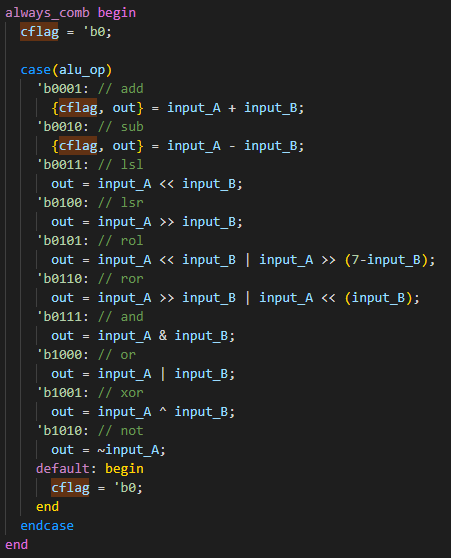 always_comb begin
  cflag = 'b0;

  case(alu_op)
    'b0001: // add
      {cflag, out} = input_A + input_B;
    'b0010: // sub
      {cflag, out} = input_A - input_B;
    'b0011: // lsl
      out = input_A << input_B;
    'b0100: // lsr
      out = input_A >> input_B;
    'b0101: // rol
      out = input_A << input_B | input_A >> (7-input_B);
    'b0110: // ror
      out = input_A >> input_B | input_A << (input_B);
    'b0111: // and
      out = input_A & input_B;
    'b1000: // or
      out = input_A | input_B;
    'b1001: // xor
      out = input_A ^ input_B;
    'b1010: // not
      out = ~input_A;
    default: begin
      cflag = 'b0;
    end
  endcase
end